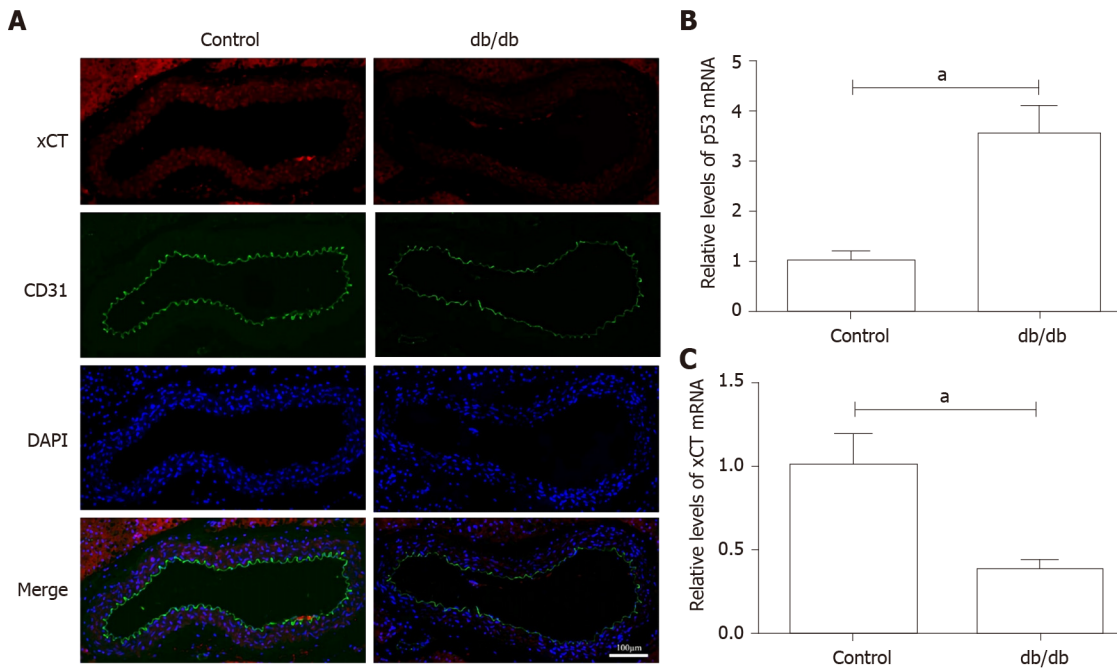 A
Control
db/db
xCT
CD31
DAPI
Merge
100μm
B
Relative levels of p53 mRNA
5
4
3
2
1
0
a
Control
db/db
C
Relative levels of xCT mRNA
1.5
1.0
0.5
0.0
a
Control
db/db